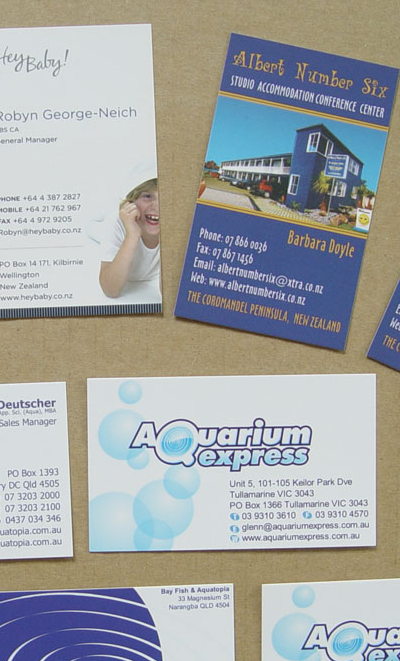 Hey Baby!
Robyn George-Neich
BS CA
General Manager
PHONE +64 4 387 2827
MOBILE +64 21 762 967
FAX +64 4 972 9205
Robyn@heybaby.co.nz
PO Box 14 171, Kilbirnie
Wellington
New Zealand
www.heybaby.co.nz
Albert Number Six
STUDIO ACCOMMODATION CONFERENCE CENTER
Barbara Doyle
Phone: 07 866 0036
Fax: 07 867 1456
Email: albertnumbersix@xtra.co.nz
Web: www.albertnumbersix.co.nz
THE COROMANDEL PENINSULA, NEW ZEALAND
Deutscher
App. Sci. (Aqua), MBA
Sales Manager
PO Box 1393
ry DC Qld 4505
07 3203 2000
07 3203 2100
0437 034 346
uatopia.com.au
quatopia.com.au
AQuarium
express
Unit 5, 101-105 Keilor Park Dve
Tullamarine VIC 3043
PO Box 1366 Tullamarine VIC 3043
t 03 9310 3610 f 03 9310 4570
e glenn@aquariumexpress.com.au
w www.aquariumexpress.com.au
Bay Fish & Aquatopia
33 Magnesium St
Narangba QLD 4504
AQua
ex